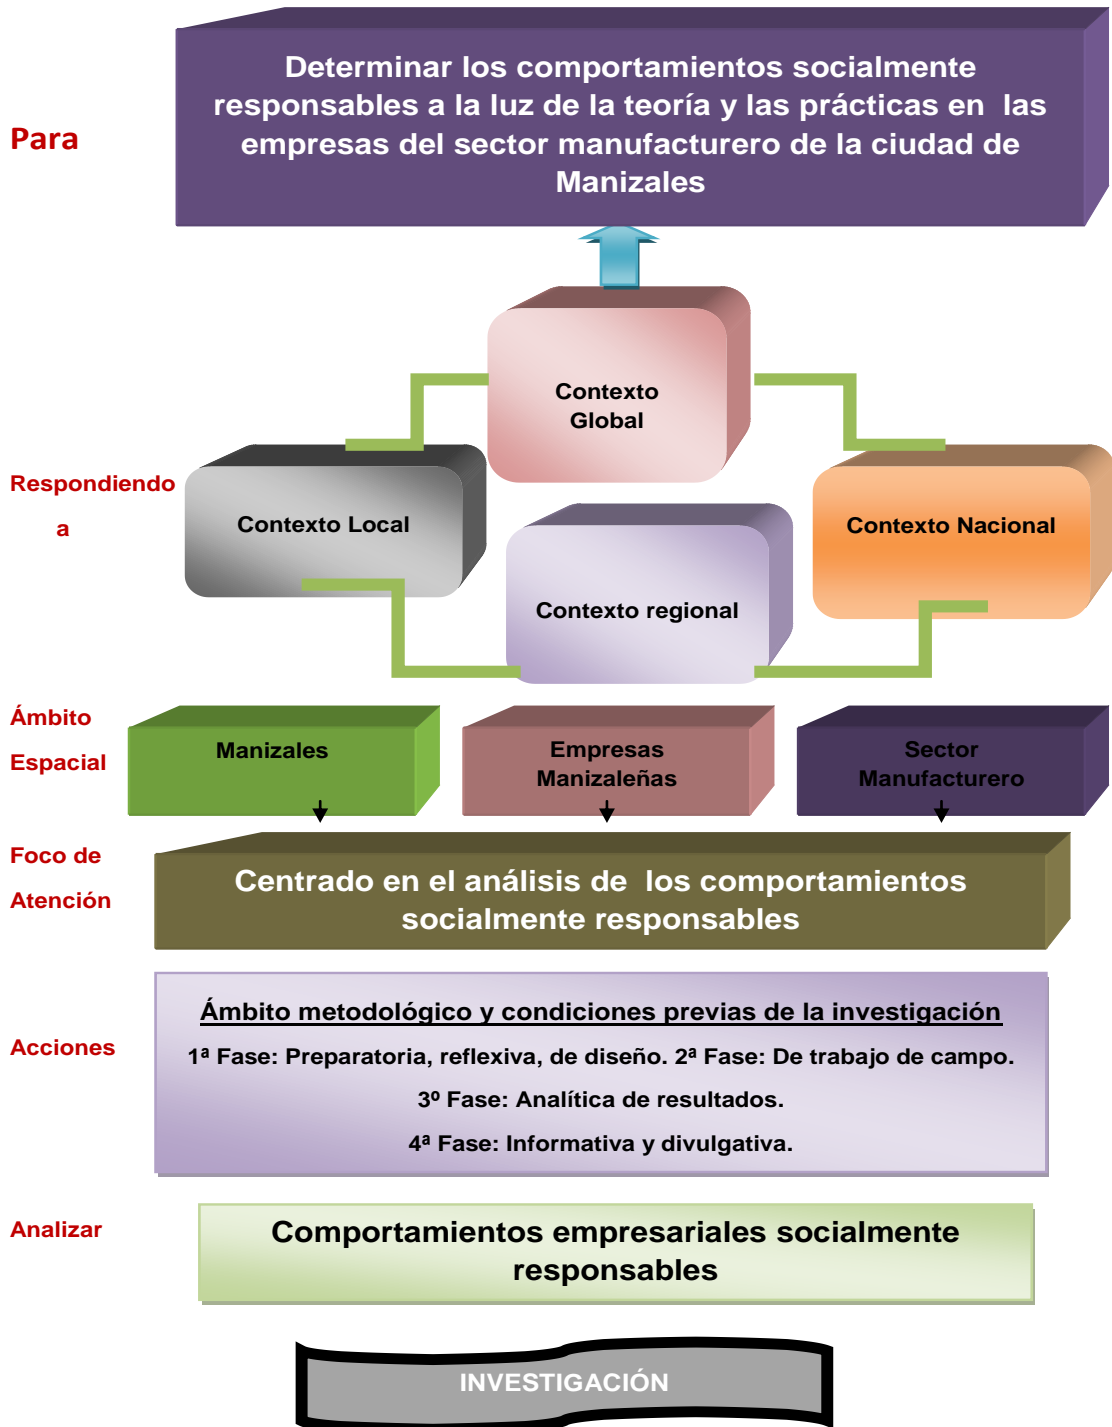 Para
Determinar los comportamientos socialmente
responsables a la luz de la teoría y las prácticas en las
empresas del sector manufacturero de la ciudad de
Manizales
Respondiendo
a
Contexto
Global
Contexto Local
Contexto Nacional
Contexto regional
Ámbito
Espacial
Manizales
Empresas
Manizaleñas
Sector
Manufacturero
Foco de
Atención
Centrado en el análisis de los comportamientos
socialmente responsables
Acciones
Ámbito metodológico y condiciones previas de la investigación
1ª Fase: Preparatoria, reflexiva, de diseño. 2ª Fase: De trabajo de campo.
3º Fase: Analítica de resultados.
4ª Fase: Informativa y divulgativa.
Analizar
Comportamientos empresariales socialmente
responsables
INVESTIGACIÓN